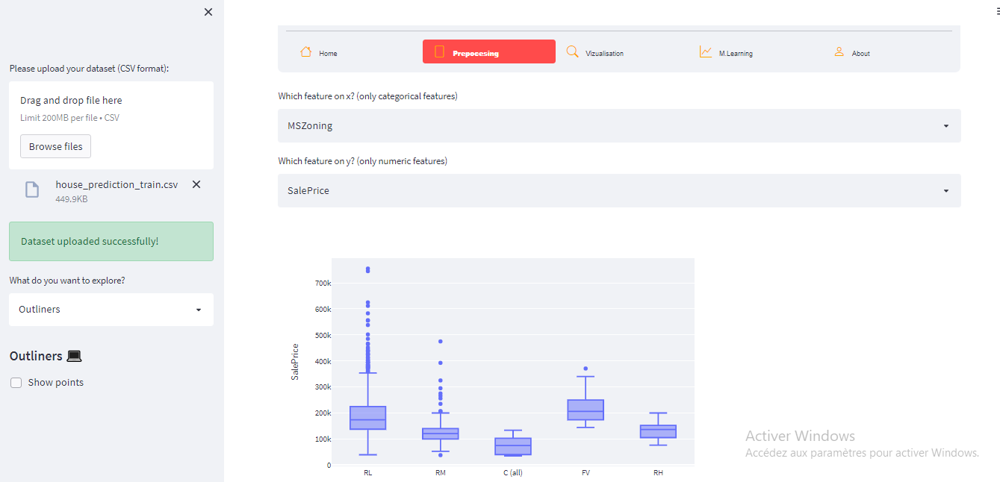 Please upload your dataset (CSV format):
Drag and drop file here
Limit 200MB per file • CSV
Browse files
house_prediction_train.csv
449.9KB
Dataset uploaded successfully!
What do you want to explore?
Outliners
Outliners
Show points
Home
Prepocesing
Vizualisation
M.Learning
About
Which feature on x? (only categorical features)
MSZoning
Which feature on y? (only numeric features)
SalePrice
SalePrice
700k
600k
500k
400k
300k
200k
100k
0
RL
RM
C (all)
FV
RH
Activer Windows
Accédez aux paramètres pour activer Windows.